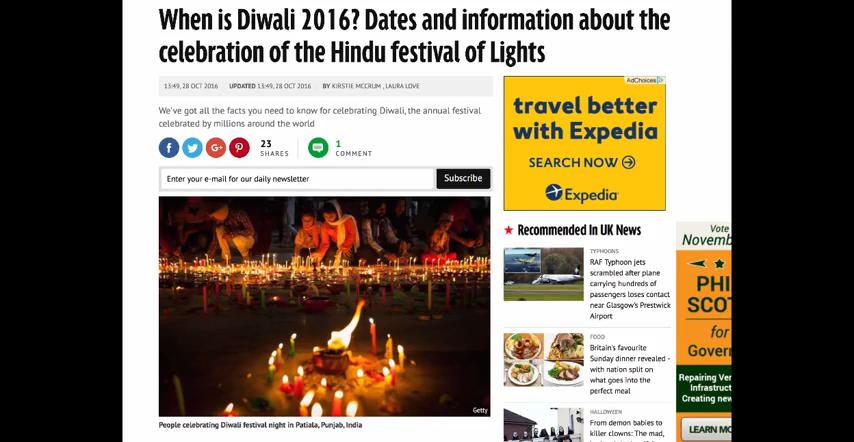 When is Diwali 2016? Dates and information about the
celebration of the Hindu festival of Lights
13:49, 28 OCT 2016 UPDATED 13:49, 28 OCT 2016 BY KIRSTIE MCCRUM , LAURA LOVE
We've got all the facts you need to know for celebrating Diwali, the annual festival
celebrated by millions around the world
23
SHARES
1
COMMENT
Enter your e-mail for our daily newsletter
Subscribe
Getty
People celebrating Diwali festival night in Patiala, Punjab, India
AdChoices
travel better
with Expedia
SEARCH NOW
Expedia
Recommended In UK News
TYPHOONS
RAF Typhoon jets
scrambled after plane
carrying hundreds of
passengers loses contact
near Glasgow's Prestwick
Airport
FOOD
Britain's favourite
Sunday dinner revealed -
with nation split on
what goes into the
perfect meal
HALLOWEEN
From demon babies to
killer clowns: The mad,
Vote
Novemb
PHI
SCO
for
Govern
Repairing Ver
Infrastruct
Creating new
LEARN MO